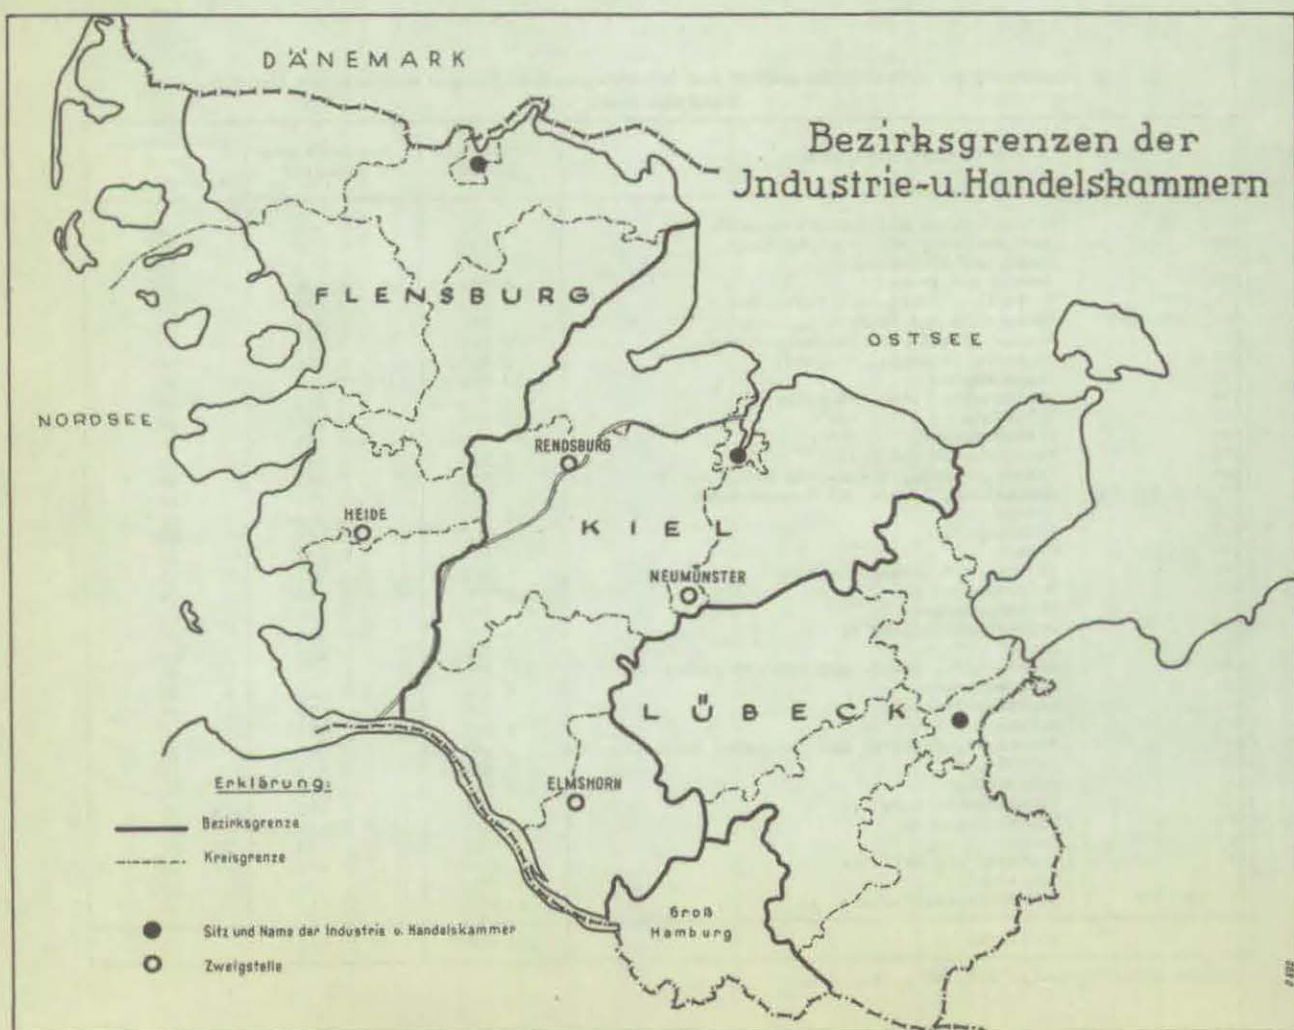 DÄNEMARK
Bezirksgrenzen der
Jndustrie-u.Handelskammern
FLENSBURG
OSTSEE
NORDSEE
RENDSBURG
HEIDE
KIEL
NEUMÜNSTER
LÜBECK
ELMSHORN
Groß
Hamburg
Erklärung:
Bezirksgrenze
Kreisgrenze
Sitz und Name der Industrie u. Handelskammer
Zweigstelle